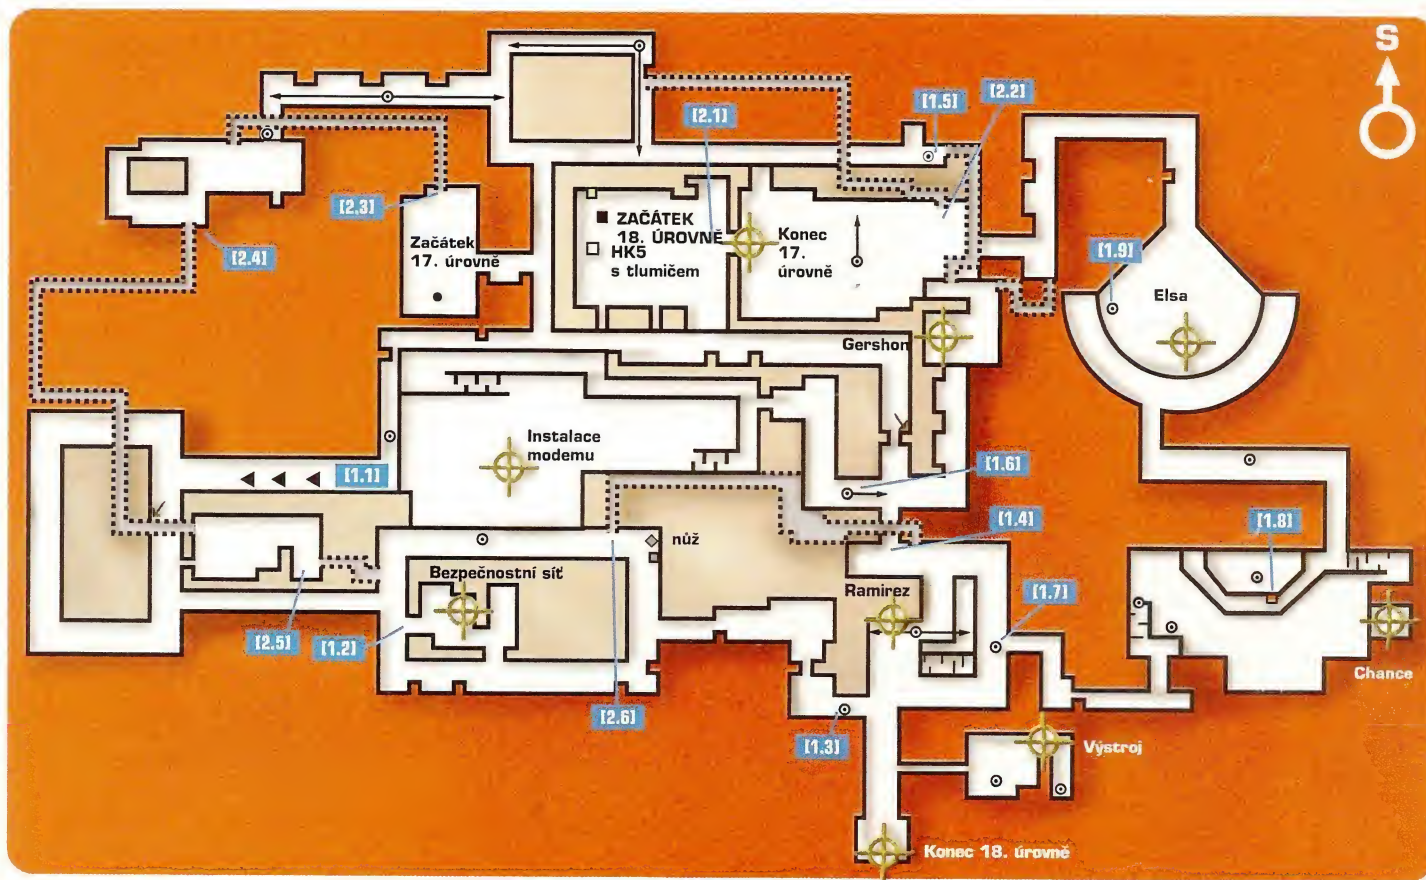 S
[1.5]
[2.2]
[2.1]
[2.3]
ZAČÁTEK
18. ÚROVNĚ
HK5
s tlumičem
Konec
17.
úrovně
Začátek
17. úrovně
[2.4]
[1.9]
Elsa
Gershon
Instalace
modemu
[1.1]
[1.6]
[1.4]
[1.8]
nůž
Bezpečnostní síť
Ramirez
[1.7]
[2.5]
[1.2]
Chance
[2.6]
[1.3]
Výstroj
Konec 18. úrovně